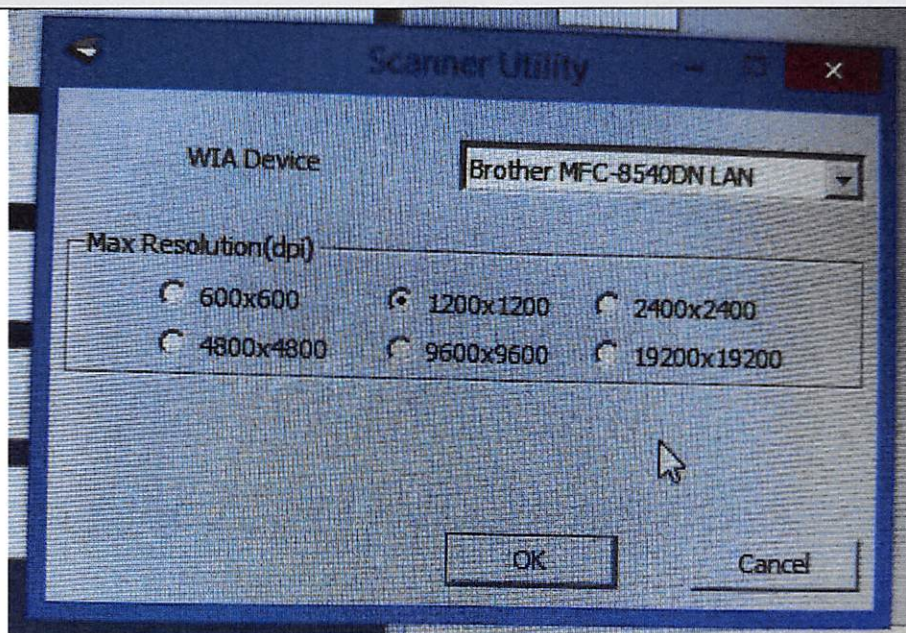 Scanner Utility
WIA Device
Brother MFC-8540DN LAN
Max Resolution(dpi)
600x600 1200x1200 2400x2400
4800x4800 9600x9600 19200x19200
OK Cancel